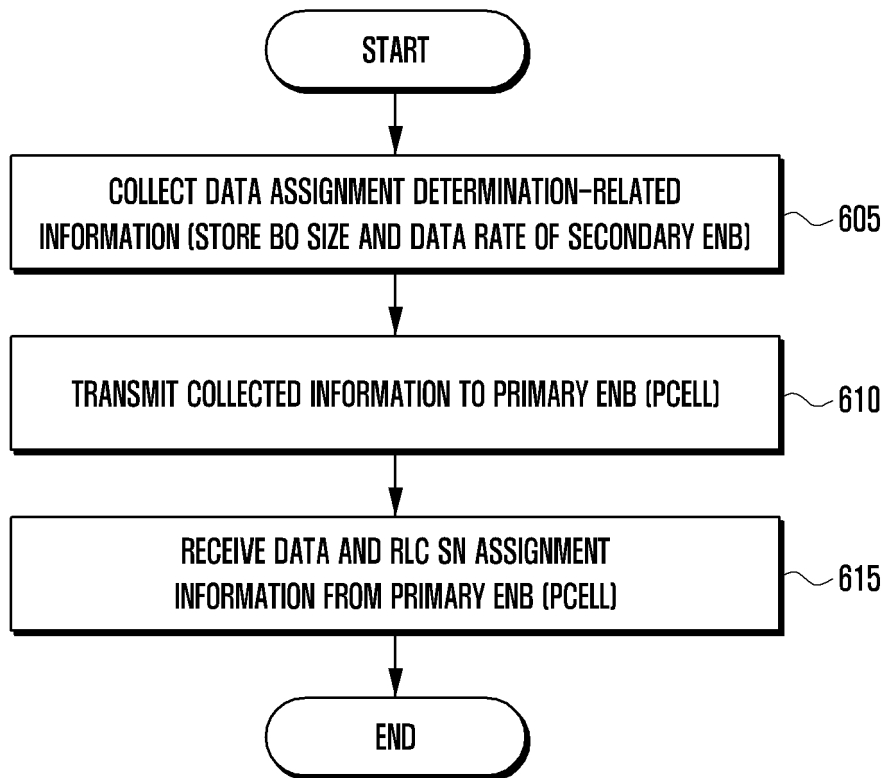 START
COLLECT DATA ASSIGNMENT DETERMINATION-RELATED
INFORMATION (STORE BO SIZE AND DATA RATE OF SECONDARY ENB)
605
TRANSMIT COLLECTED INFORMATION TO PRIMARY ENB (PCELL)
610
RECEIVE DATA AND RLC SN ASSIGNMENT
INFORMATION FROM PRIMARY ENB (PCELL)
615
END